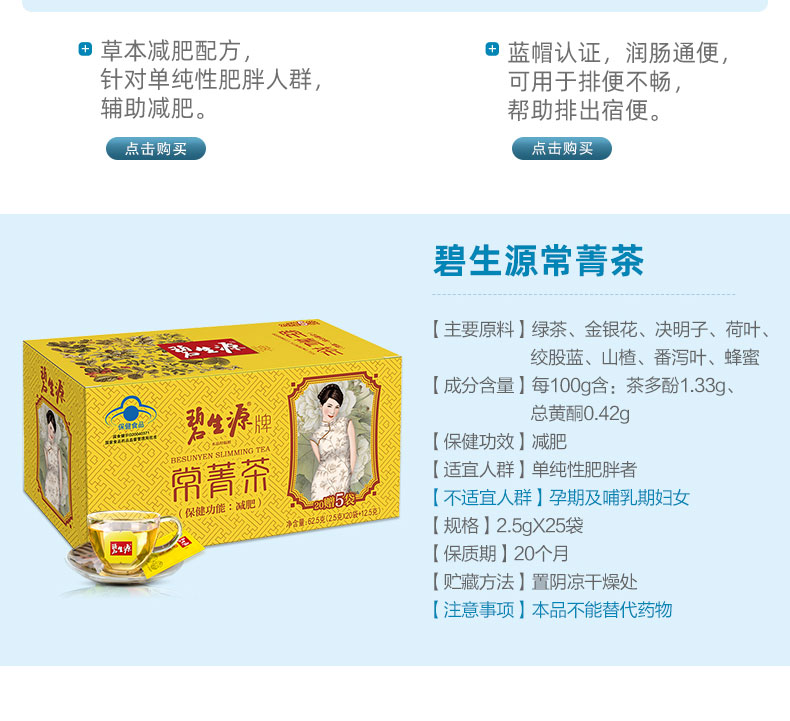 草本减肥配方，
针对单纯性肥胖人群，
辅助减肥。
点击购买
蓝帽认证，润肠通便，
可用于排便不畅，
帮助排出宿便。
点击购买
碧生源常菁茶
【主要原料】绿茶、金银花、决明子、荷叶、
绞股蓝、山楂、番泻叶、蜂蜜
【成分含量】每100g含：茶多酚1.33g、
总黄酮0.42g
【保健功效】减肥
【适宜人群】单纯性肥胖者
【不适宜人群】孕期及哺乳期妇女
【规格】2.5gX25袋
【保质期】20个月
【贮藏方法】置阴凉干燥处
【注意事项】本品不能替代药物
碧生源牌
常菁茶
保健食品
碧生源牌
BESUNYEN SLIMMING TEA
常菁茶
（保健功能：减肥）
20赠5袋
净含量：62.5克（2.5克X20袋+12.5克）
碧生源